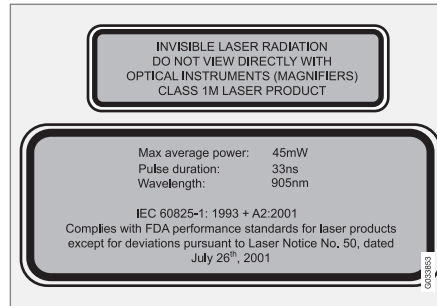 INVISIBLE LASER RADIATION
DO NOT VIEW DIRECTLY WITH
OPTICAL INSTRUMENTS (MAGNIFIERS)
CLASS 1M LASER PRODUCT
Max average power: 45mW
Pulse duration: 33ns
Wavelength: 905nm
IEC 60825-1: 1993 + A2:2001
Complies with FDA performance standards for laser products
except for deviations pursuant to Laser Notice No. 50, dated
July 26th, 2001
G033853